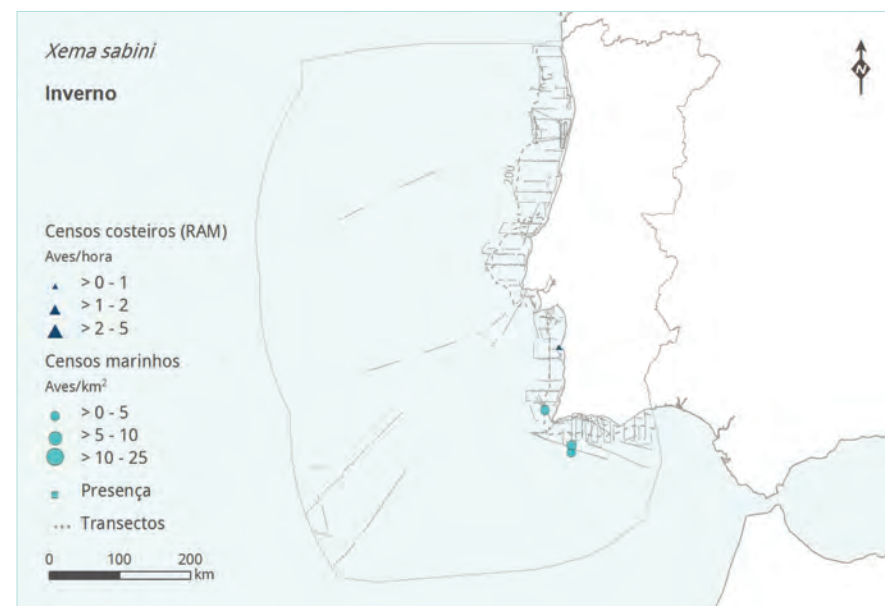 Xema sabini
Inverno
N
200
Censos costeiros (RAM)
Aves/hora
> 0 - 1
> 1 - 2
> 2 - 5
Censos marinhos
Aves/km²
> 0 - 5
> 5 - 10
> 10 - 25
Presença
Transectos
0 100 200
km